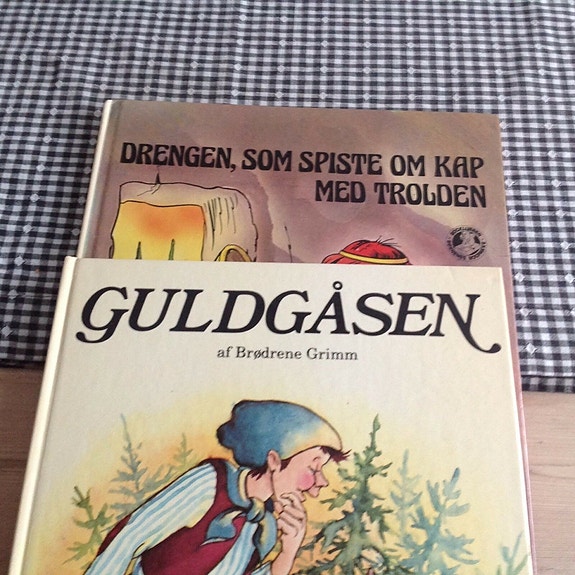 DRENGEN, SOM SPISTE OM KAP
MED TROLDEN
GULDGÅSEN
af Brødrene Grimm